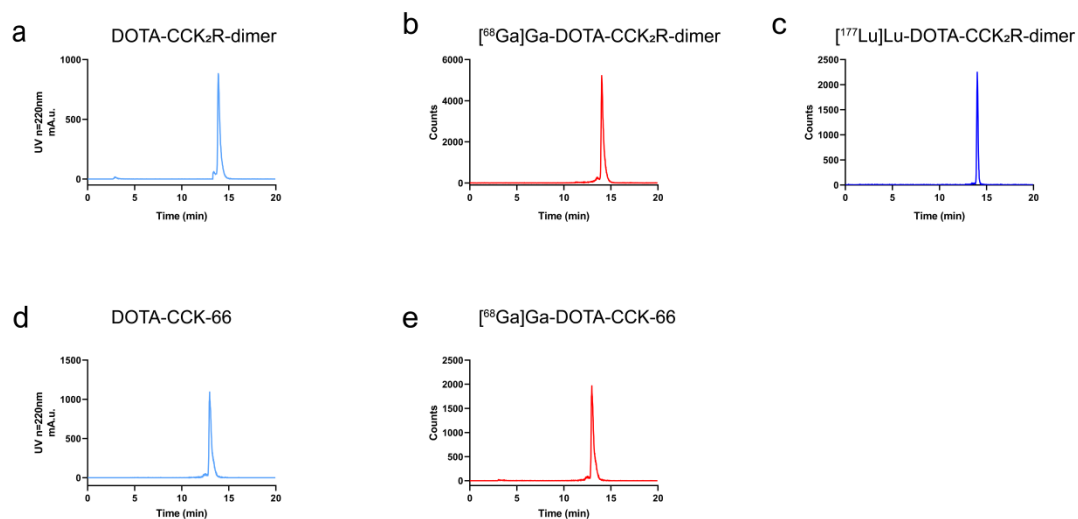 a
DOTA-CCK₂R-dimer
UV n=220nm
mA.u.
1000
500
0
0 5 10 15 20
Time (min)
b
[⁶⁸Ga]Ga-DOTA-CCK₂R-dimer
Counts
6000
4000
2000
0
0 5 10 15 20
Time (min)
c
[¹⁷⁷Lu]Lu-DOTA-CCK₂R-dimer
Counts
2500
2000
1500
1000
500
0
0 5 10 15 20
Time (min)
d
DOTA-CCK-66
UV n=220nm
mA.u.
1500
1000
500
0
0 5 10 15 20
Time (min)
e
[⁶⁸Ga]Ga-DOTA-CCK-66
Counts
2500
2000
1500
1000
500
0
0 5 10 15 20
Time (min)